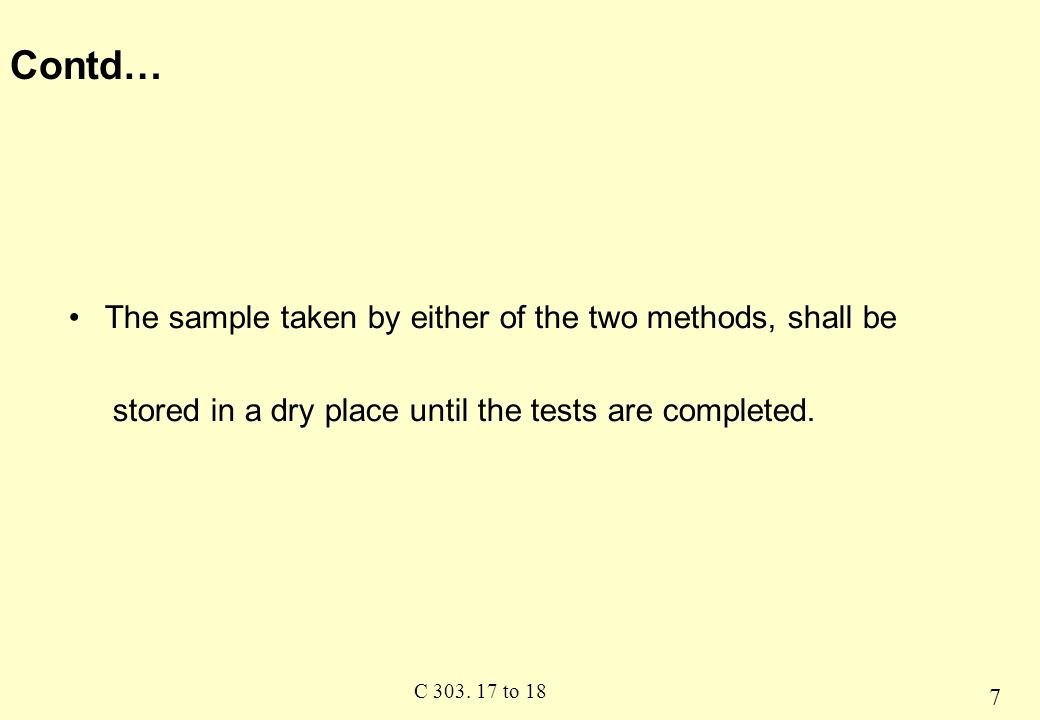 Contd…
• The sample taken by either of the two methods, shall be
stored in a dry place until the tests are completed.
C 303. 17 to 18
7